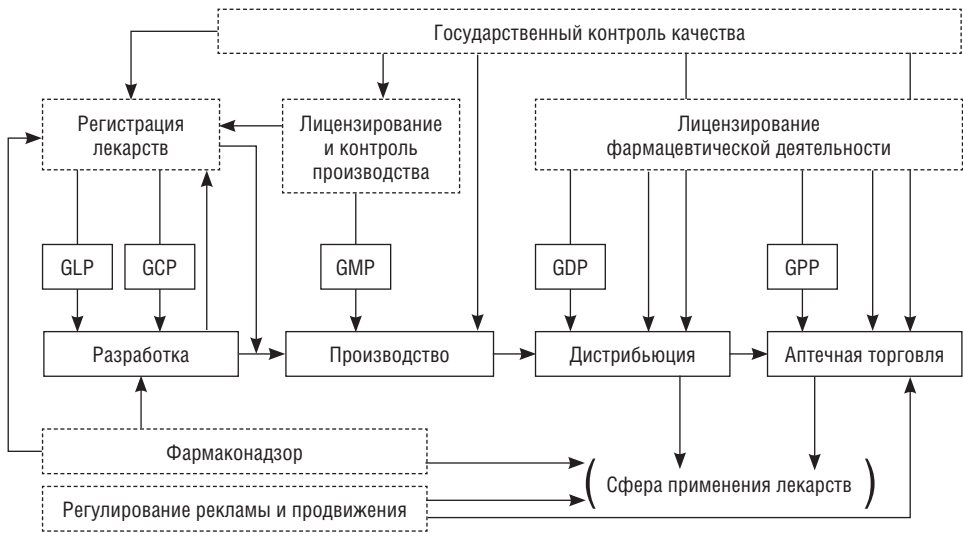 Государственный контроль качества
Регистрация
лекарств
Лицензирование
и контроль
производства
Лицензирование
фармацевтической деятельности
GLP
GCP
GMP
GDP
GPP
Разработка
Производство
Дистрибьюция
Аптечная торговля
Фармаконадзор
Сфера применения лекарств
Регулирование рекламы и продвижения